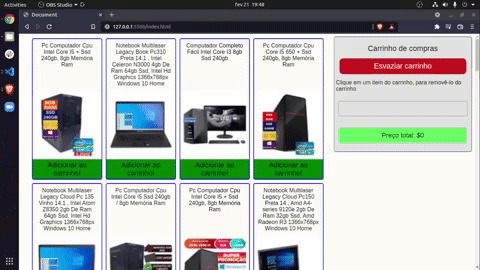 Activities
OBS Studio
fev 21 19:48
Document
127.0.0.1:5500/index.html
Pc Computador Cpu
Intel Core I5 + Ssd
240gb, 8gb Memória
Ram
Adicionar ao
carrinho!
Notebook Multilaser
Legacy Book Pc310
Preta 14.1 , Intel
Celeron N3000 4gb De
Ram 64gb Ssd, Intel Hd
Graphics 1366x768px
Windows 10 Home
Adicionar ao
carrinho!
Computador Completo
Fácil Intel Core I3 8gb
Ssd 240gb
Adicionar ao
carrinho!
Pc Computador Cpu
Intel Core I5 650 + Ssd
240gb, 8gb Memória
Ram
Adicionar ao
carrinho!
Carrinho de compras
Esvaziar carrinho
Clique em um item do carrinho, para removê-lo do
carrinho
Preço total: $0
Notebook Multilaser
Legacy Cloud Pc 135
Vinho 14.1 , Intel Atom
Z8350 2gb De Ram
64gb Ssd, Intel Hd
Graphics 1366x768px
Windows 10 Home
Pc Computador Cpu
Intel Core I5 Ssd 240gb
/ 8gb Memória Ram
Pc Computador Cpu
Intel Core I5 + Ssd
240gb, 8gb Memória
Ram
Notebook Multilaser
Legacy Cloud Pc150
Preta 14 , Amd A4-
series 9120e 2gb De
Ram 32gb Ssd, Amd
Radeon R3 1366x768px
Windows 10 Home